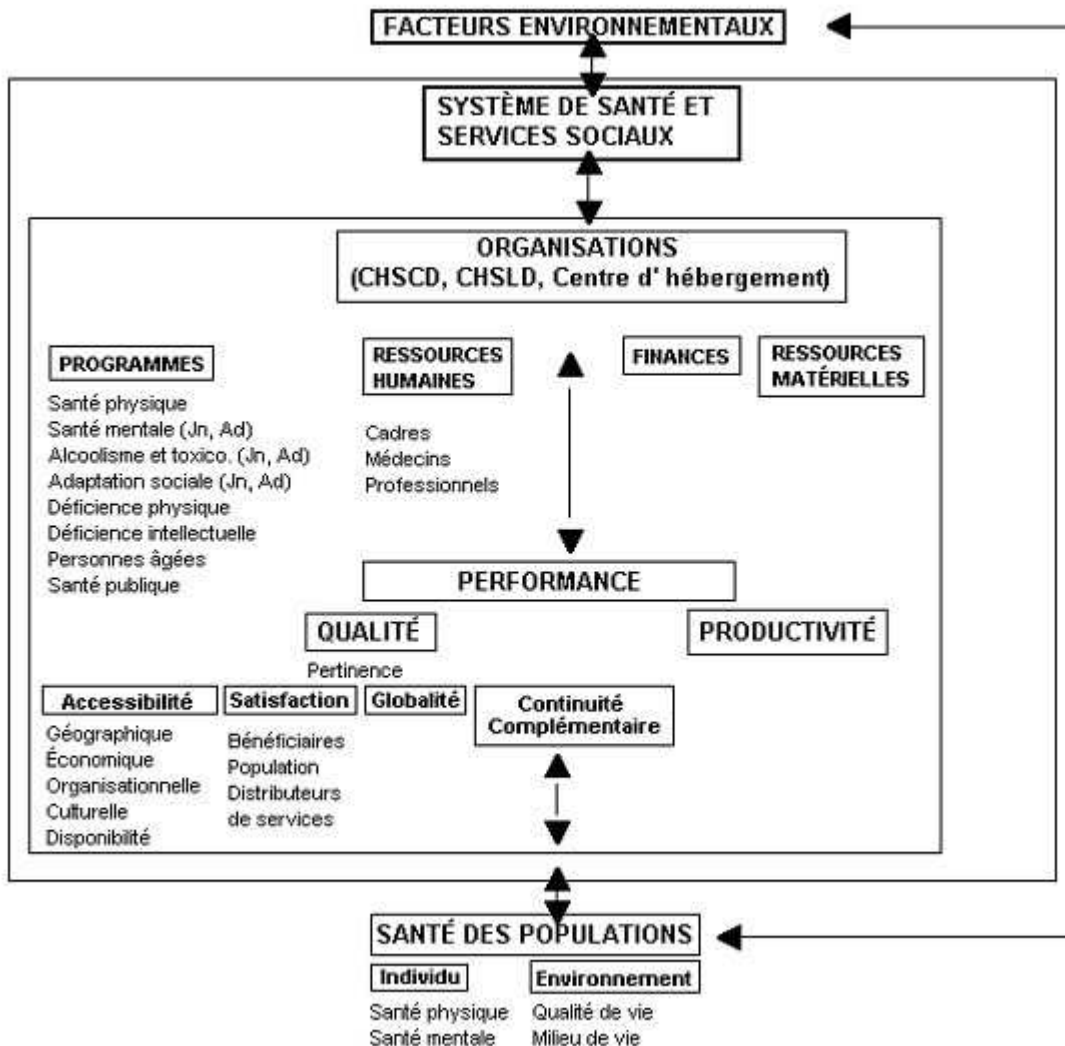 FACTEURS ENVIRONNEMENTAUX
SYSTÈME DE SANTÉ ET
SERVICES SOCIAUX
ORGANISATIONS
(CHSCD, CHSLD, Centre d' hébergement)
PROGRAMMES
Santé physique
Santé mentale (Jn, Ad)
Alcoolisme et toxico. (Jn, Ad)
Adaptation sociale (Jn, Ad)
Déficience physique
Déficience intellectuelle
Personnes âgées
Santé publique
RESSOURCES
HUMAINES
Cadres
Médecins
Professionnels
FINANCES
RESSOURCES
MATÉRIELLES
PERFORMANCE
QUALITÉ
Pertinence
PRODUCTIVITÉ
Accessibilité
Géographique
Économique
Organisationnelle
Culturelle
Disponibilité
Satisfaction
Bénéficiaires
Population
Distributeurs
de services
Globalité
Continuité
Complémentaire
SANTÉ DES POPULATIONS
Individu
Santé physique
Santé mentale
Environnement
Qualité de vie
Milieu de vie